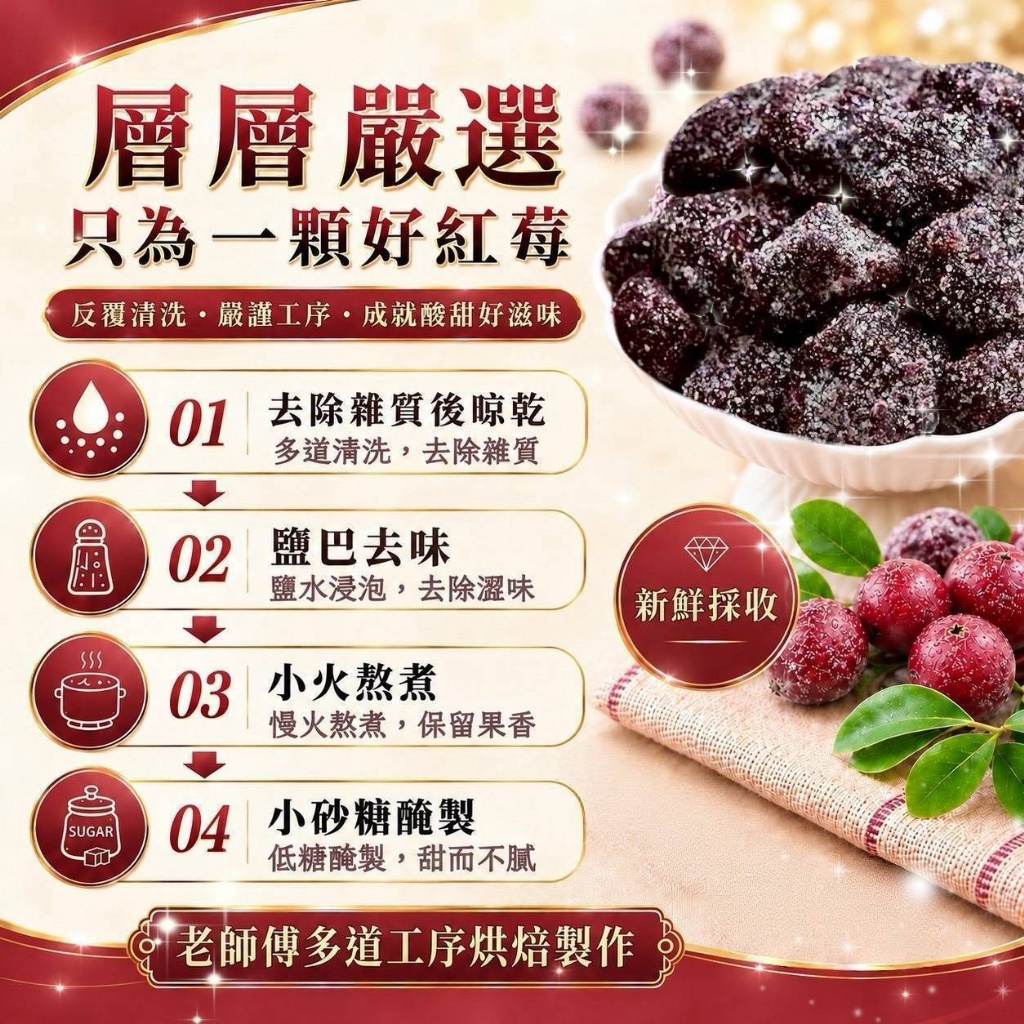 層層嚴選
只為一顆好紅莓
反覆清洗・嚴謹工序・成就酸甜好滋味
01
去除雜質後晾乾
多道清洗，去除雜質
02
鹽巴去味
鹽水浸泡，去除澀味
03
小火熬煮
慢火熬煮，保留果香
SUGAR
04
小砂糖醃製
低糖醃製，甜而不膩
新鮮採收
老師傅多道工序烘焙製作